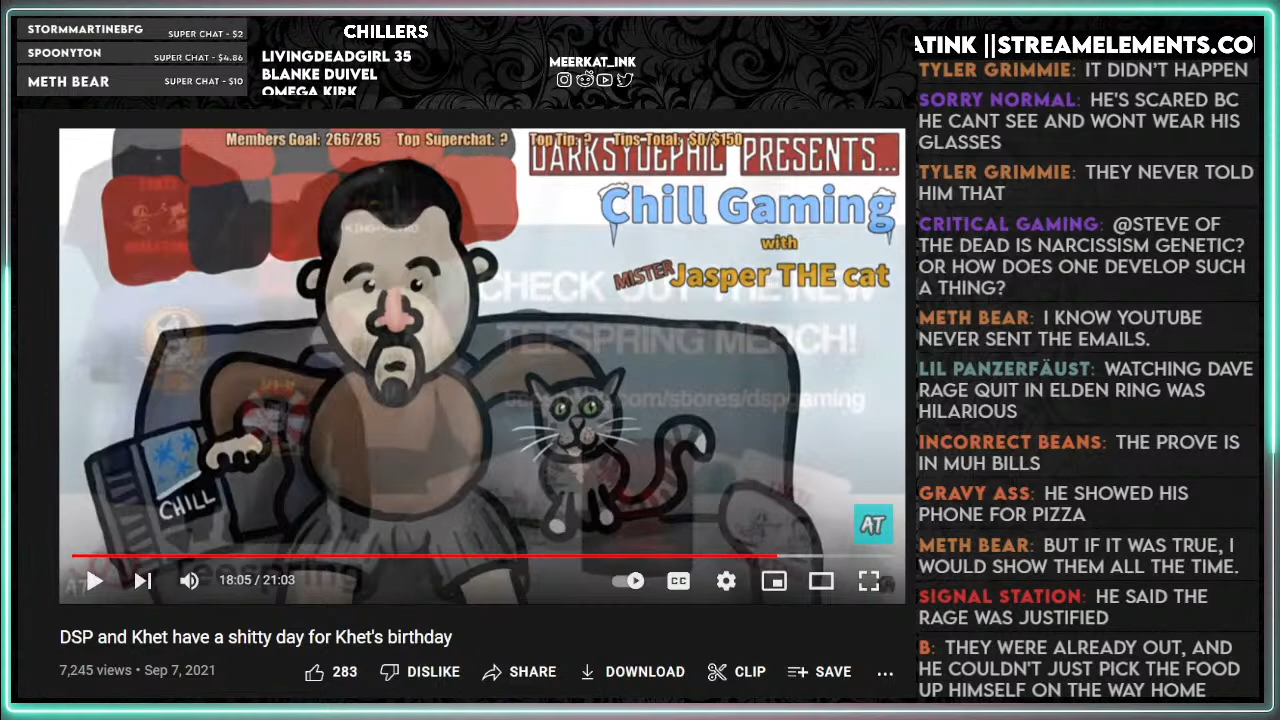 STORMMARTINEBFG SUPER CHAT - $2
SPOONYTON SUPER CHAT - $4.86
METH BEAR SUPER CHAT - $10
CHILLERS
LIVINGDEADGIRL 35
BLANKE DUIVEL
OMEGA KIRK
MEERKAT_INK
ATINK ||STREAMELEMENTS.CO
Members Goal: 266/285 Top Superchat: ? Top Tip: ? Tips Total: $0/$150
DARKSYDEPHIL PRESENTS...
Chill Gaming
with
MISTER Jasper THE cat
CHECK OUT THE NEW
TEESPRING MERCH!
.com/stores/dspgaming
CHILL
AT
teespring
18:05 / 21:03
CC
DSP and Khet have a shitty day for Khet's birthday
7,245 views • Sep 7, 2021
283 DISLIKE SHARE DOWNLOAD CLIP SAVE ...
TYLER GRIMMIE: IT DIDN'T HAPPEN
SORRY NORMAL: HE'S SCARED BC
HE CANT SEE AND WONT WEAR HIS
GLASSES
TYLER GRIMMIE: THEY NEVER TOLD
HIM THAT
CRITICAL GAMING: @STEVE OF
THE DEAD IS NARCISSISM GENETIC?
OR HOW DOES ONE DEVELOP SUCH
A THING?
METH BEAR: I KNOW YOUTUBE
NEVER SENT THE EMAILS.
LIL PANZERFÄUST: WATCHING DAVE
RAGE QUIT IN ELDEN RING WAS
HILARIOUS
INCORRECT BEANS: THE PROVE IS
IN MUH BILLS
GRAVY ASS: HE SHOWED HIS
PHONE FOR PIZZA
METH BEAR: BUT IF IT WAS TRUE, I
WOULD SHOW THEM ALL THE TIME.
SIGNAL STATION: HE SAID THE
RAGE WAS JUSTIFIED
B: THEY WERE ALREADY OUT, AND
HE COULDN'T JUST PICK THE FOOD
UP HIMSELF ON THE WAY HOME